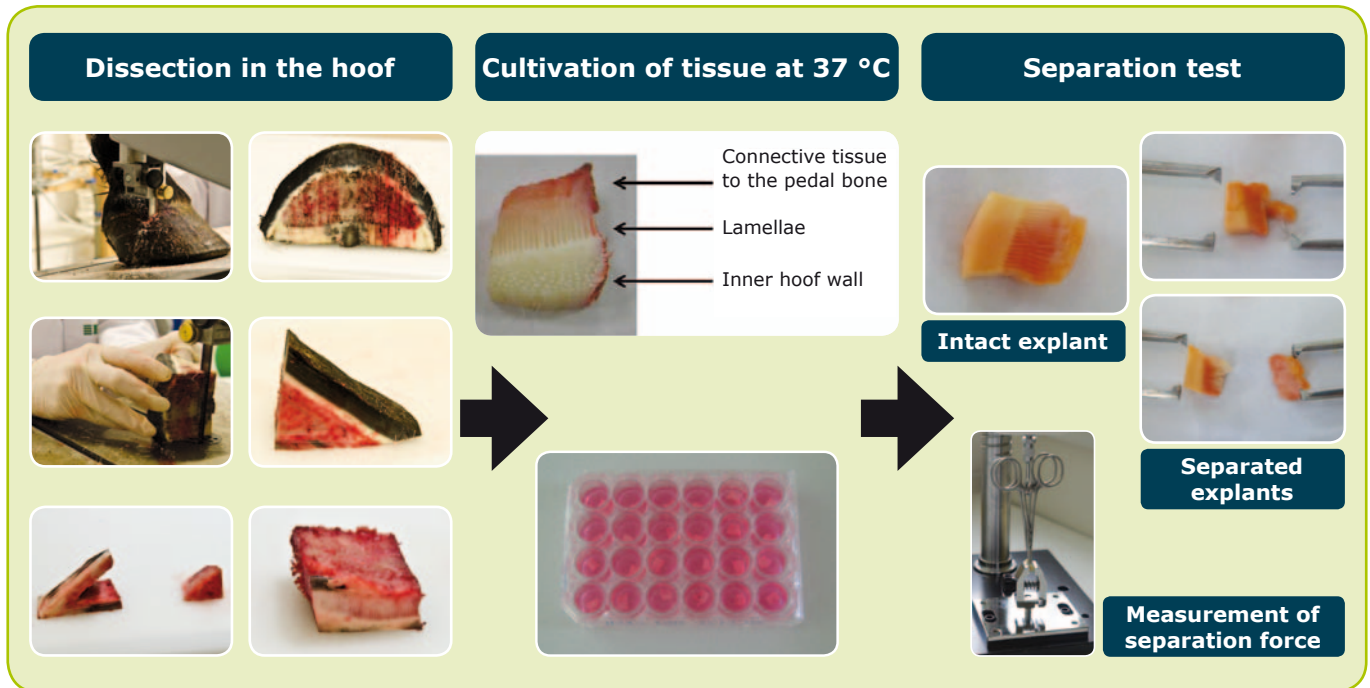 Dissection in the hoof
Cultivation of tissue at 37 °C
Connective tissue
to the pedal bone
Lamellae
Inner hoof wall
Separation test
Intact explant
Separated
explants
Measurement of
separation force